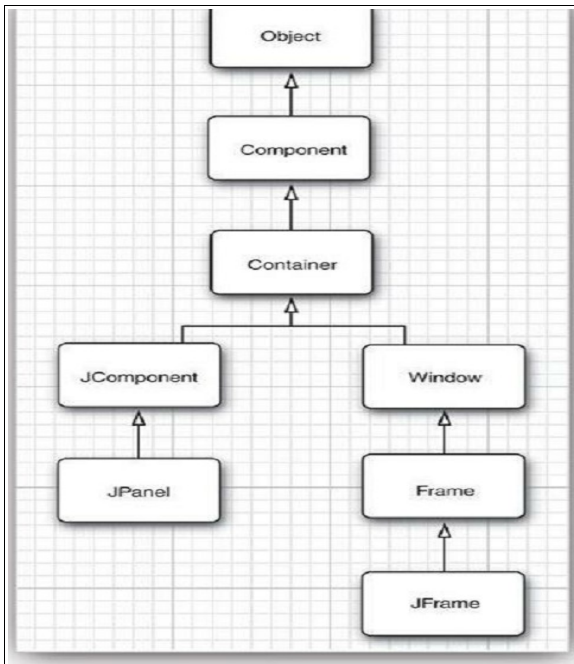 Object
Component
Container
JComponent
Window
JPanel
Frame
JFrame